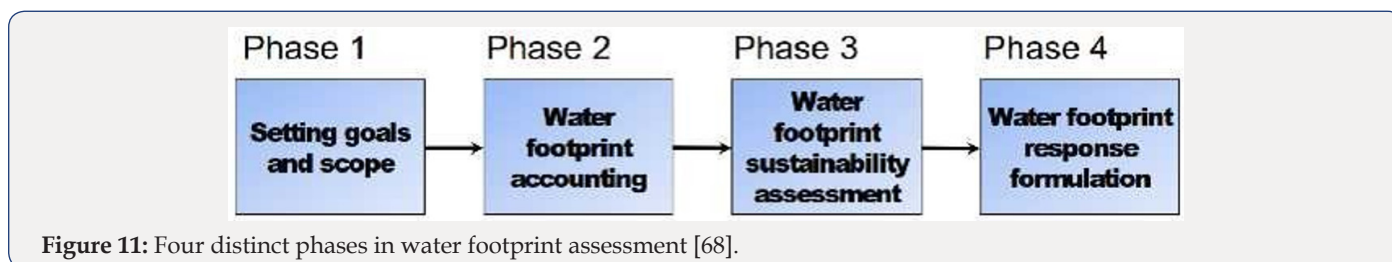 Phase 1 Phase 2 Phase 3 Phase 4
Setting goals
and scope
Water
footprint
accounting
Water
footprint
sustainability
assessment
Water footprint
response
formulation
Figure 11: Four distinct phases in water footprint assessment [68].